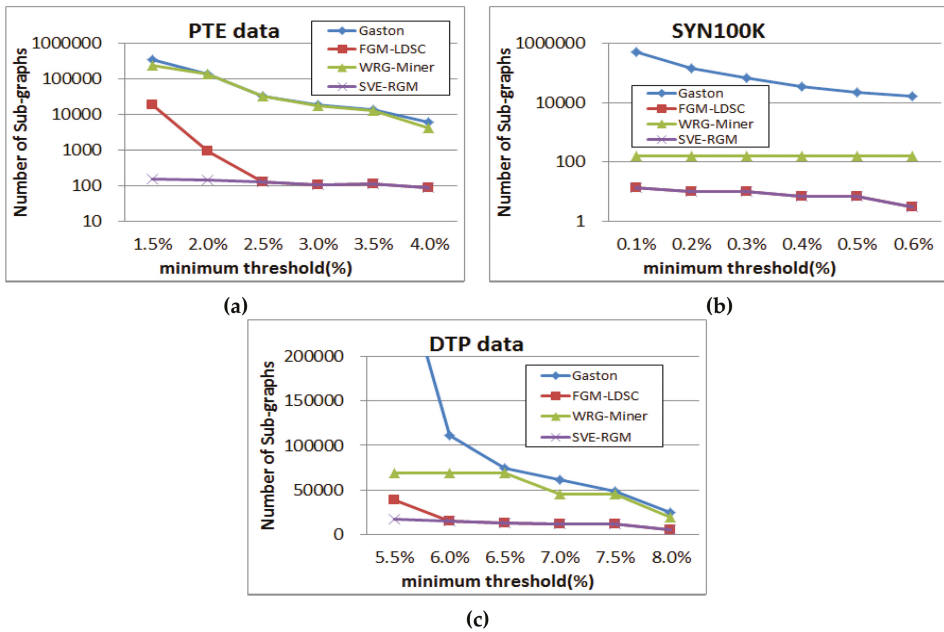 PTE data
Number of Sub-graphs
1000000
100000
10000
1000
100
10
Gaston
FGM-LDSC
WRG-Miner
SVE-RGM
1.5% 2.0% 2.5% 3.0% 3.5% 4.0%
minimum threshold(%)
(a)
SYN100K
Number of Sub-graphs
1000000
10000
100
1
Gaston
FGM-LDSC
WRG-Miner
SVE-RGM
0.1% 0.2% 0.3% 0.4% 0.5% 0.6%
minimum threshold(%)
(b)
DTP data
Number of Sub-graphs
200000
150000
100000
50000
0
Gaston
FGM-LDSC
WRG-Miner
SVE-RGM
5.5% 6.0% 6.5% 7.0% 7.5% 8.0%
minimum threshold(%)
(c)